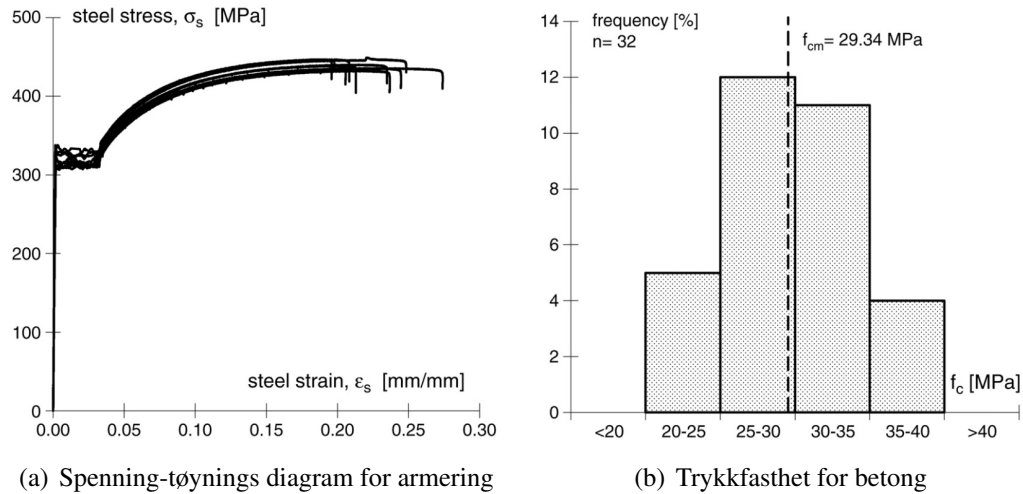 steel stress, σs [MPa]
500
400
300
200
100
0
0.00 0.05 0.10 0.15 0.20 0.25 0.30
steel strain, εs [mm/mm]
(a) Spenning-tøynings diagram for armering
14
12
10
8
6
4
2
0
frequency [%]
n= 32
fcm= 29.34 MPa
fc [MPa]
<20 20-25 25-30 30-35 35-40 >40
(b) Trykkfasthet for betong